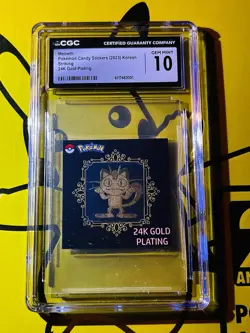 CGC
CERTIFIED GUARANTY COMPANY
Meowth
Pokémon Candy Stickers (2023) Korean
Striking
24K Gold-Plating
GEM MINT
10
Pokémon
24K GOLD
PLATING